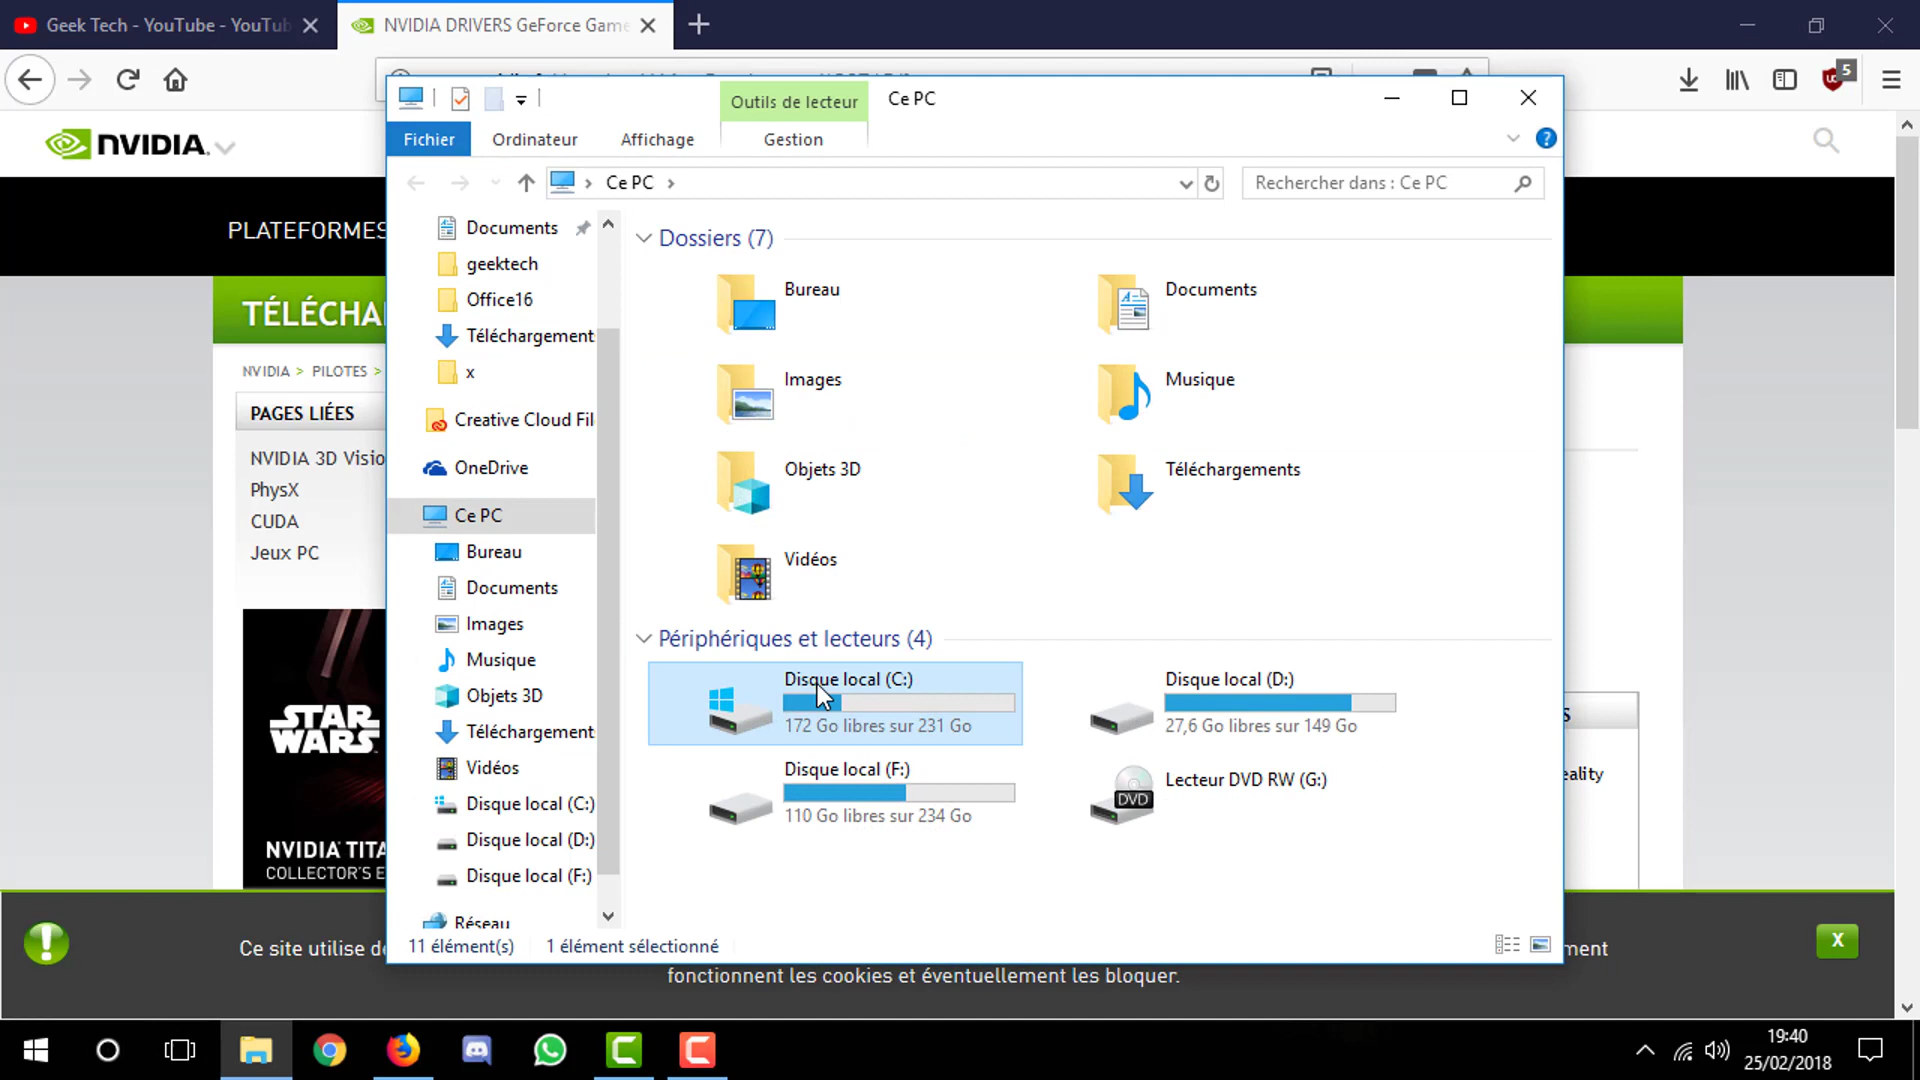 Geek Tech - YouTube - YouTub
NVIDIA DRIVERS GeForce Game
5
NVIDIA.
PLATEFORMES
TÉLÉCHA
NVIDIA > PILOTES >
PAGES LIÉES
NVIDIA 3D Visio
PhysX
CUDA
Jeux PC
STAR
WARS
NVIDIA TITA
COLLECTOR'S E
Outils de lecteur
Ce PC
Fichier
Ordinateur
Affichage
Gestion
Ce PC
Rechercher dans : Ce PC
Documents
geektech
Office16
Téléchargement
x
Creative Cloud Fil
OneDrive
Ce PC
Bureau
Documents
Images
Musique
Objets 3D
Téléchargement
Vidéos
Disque local (C:)
Disque local (D:)
Disque local (F:)
Réseau
Dossiers (7)
Bureau
Documents
Images
Musique
Objets 3D
Téléchargements
Vidéos
Périphériques et lecteurs (4)
Disque local (C:)
172 Go libres sur 231 Go
Disque local (D:)
27,6 Go libres sur 149 Go
Disque local (F:)
110 Go libres sur 234 Go
Lecteur DVD RW (G:)
DVD
11 élément(s)
1 élément sélectionné
S
eality
Ce site utilise de
ment
X
fonctionnent les cookies et éventuellement les bloquer.
19:40
25/02/2018